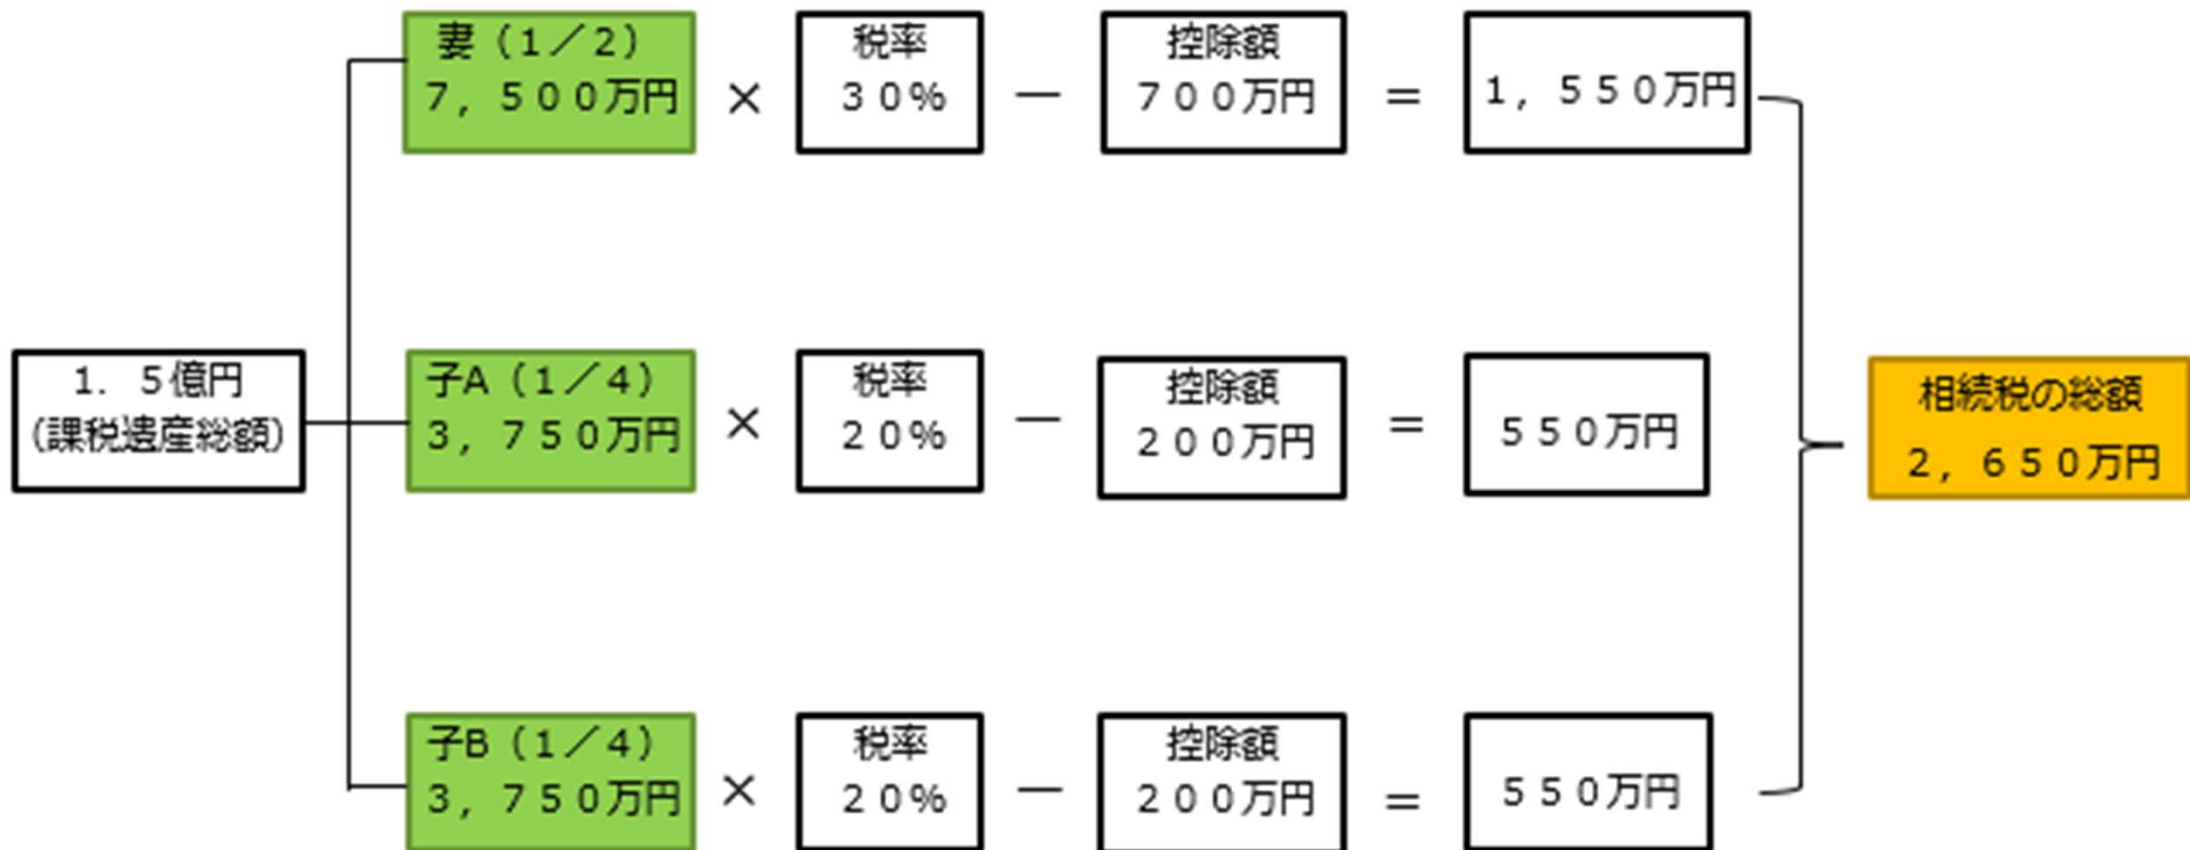 妻（１／２）
７，５００万円
×
税率
３０％
－
控除額
７００万円
＝
１，５５０万円
１．５億円
（課税遺産総額）
子A（１／４）
３，７５０万円
×
税率
２０％
－
控除額
２００万円
＝
５５０万円
相続税の総額
２，６５０万円
子B（１／４）
３，７５０万円
×
税率
２０％
－
控除額
２００万円
＝
５５０万円